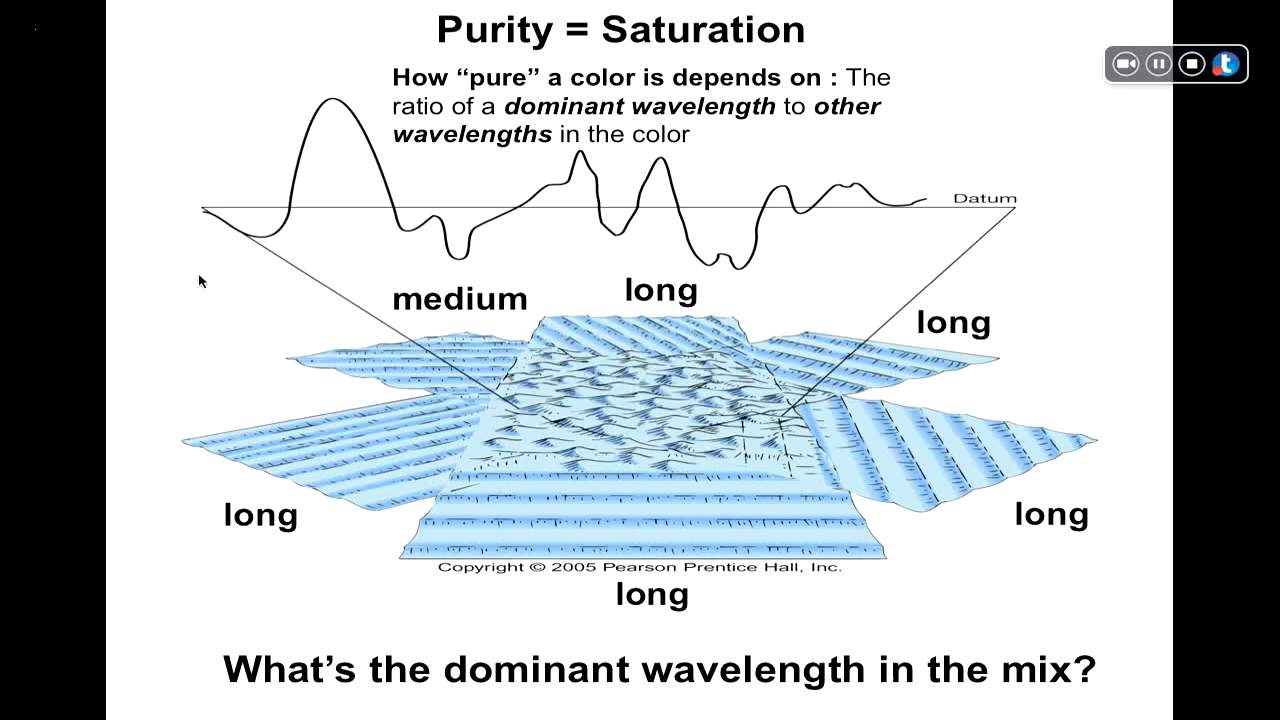 Purity = Saturation
How “pure” a color is depends on : The
ratio of a dominant wavelength to other
wavelengths in the color
Datum
medium
long
long
long
long
Copyright © 2005 Pearson Prentice Hall, Inc.
long
What’s the dominant wavelength in the mix?
t